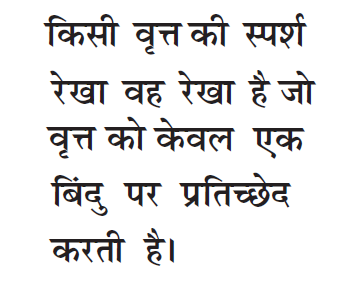 किसी वृत्त की स्पर्श
रेखा वह रेखा है जो
वृत्त को केवल एक
बिंदु पर प्रतिच्छेद
करती है।